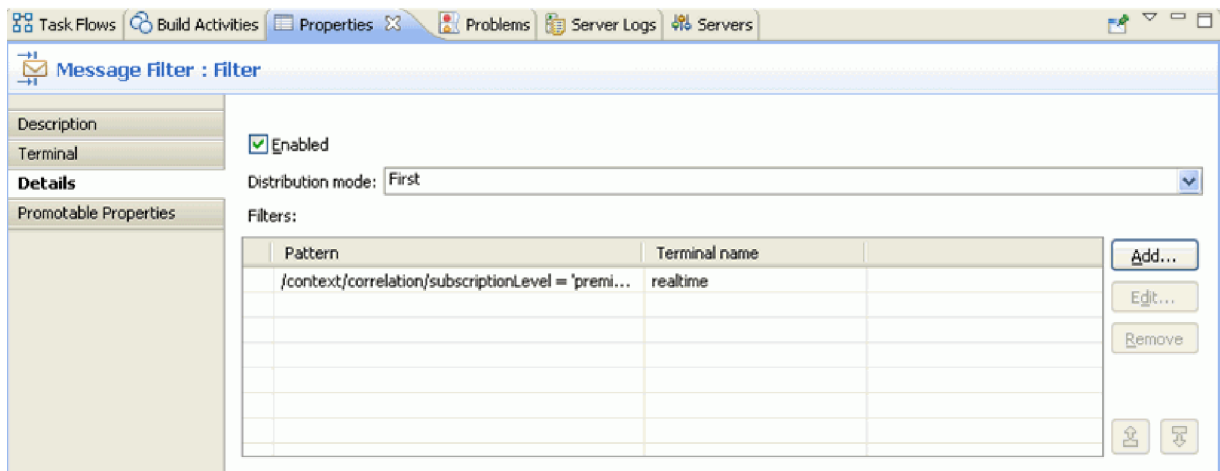 Task Flows Build Activities Properties Problems Server Logs Servers
Message Filter : Filter
Description
Terminal
Details
Promotable Properties
Enabled
Distribution mode: First
Filters:
Pattern Terminal name
/context/correlation/subscriptionLevel = 'premi... realtime
Add...
Edit...
Remove